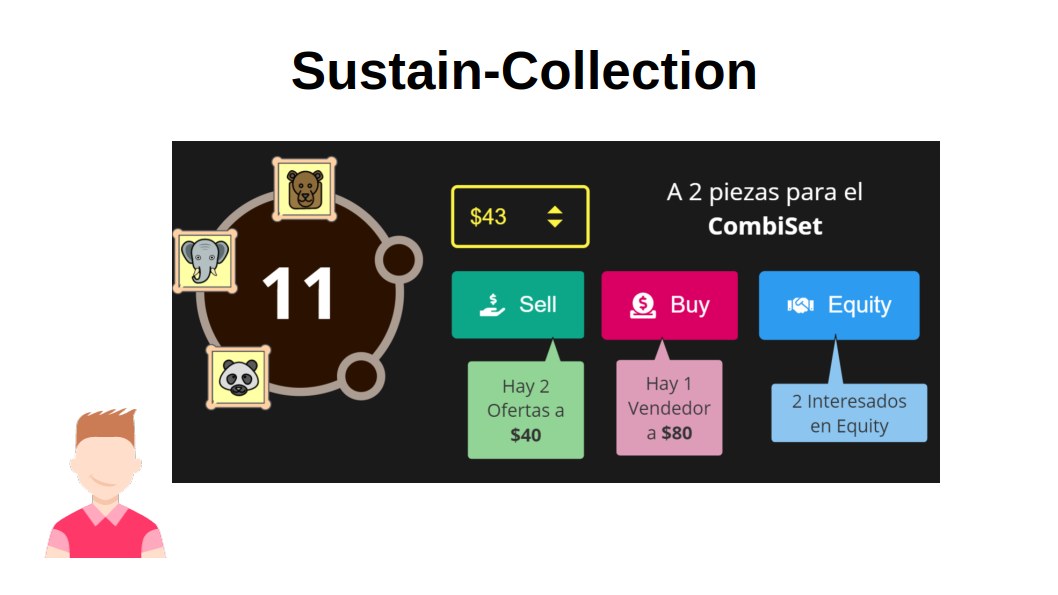 Sustain-Collection
11
$43
A 2 piezas para el
CombiSet
Sell
Buy
Equity
Hay 2
Ofertas a
$40
Hay 1
Vendedor
a $80
2 Interesados
en Equity